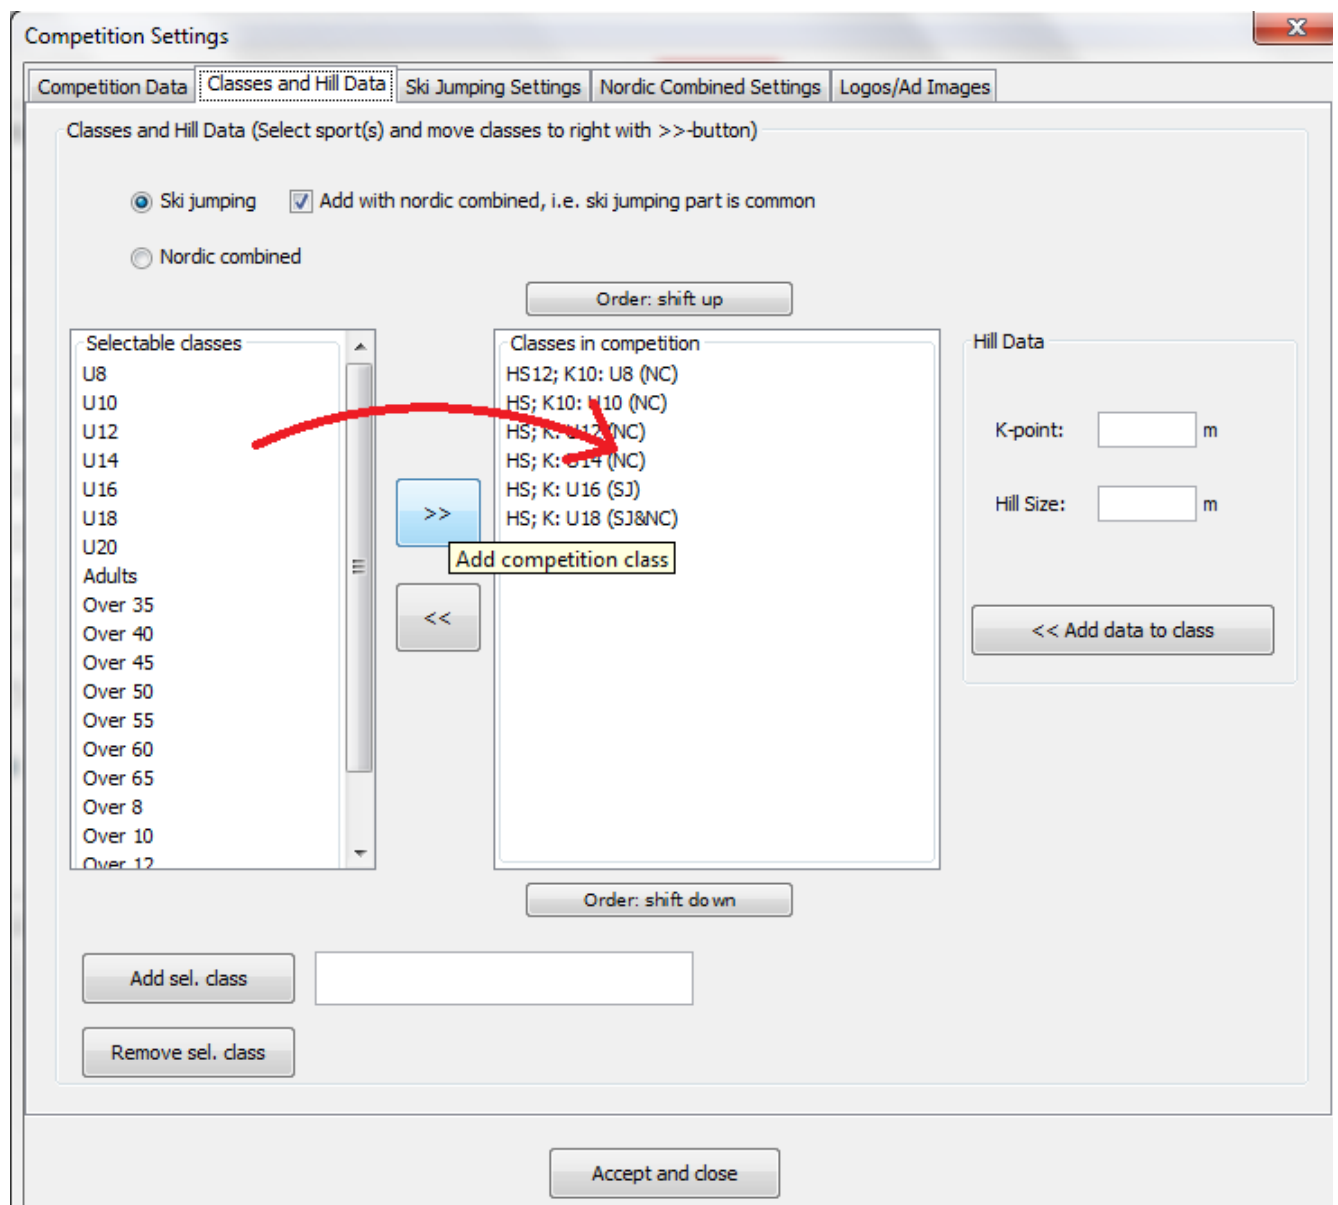 Competition Settings
X
Competition Data
Classes and Hill Data
Ski Jumping Settings
Nordic Combined Settings
Logos/Ad Images
Classes and Hill Data (Select sport(s) and move classes to right with >>-button)
Ski jumping
Add with nordic combined, i.e. ski jumping part is common
Nordic combined
Order: shift up
Selectable classes
U8
U10
U12
U14
U16
U18
U20
Adults
Over 35
Over 40
Over 45
Over 50
Over 55
Over 60
Over 65
Over 8
Over 10
Over 12
>>
Add competition class
<<
Classes in competition
HS12; K10: U8 (NC)
HS; K10: U10 (NC)
HS; K: U12 (NC)
HS; K: U14 (NC)
HS; K: U16 (SJ)
HS; K: U18 (SJ&NC)
Hill Data
K-point: m
Hill Size: m
<< Add data to class
Order: shift down
Add sel. class
Remove sel. class
Accept and close